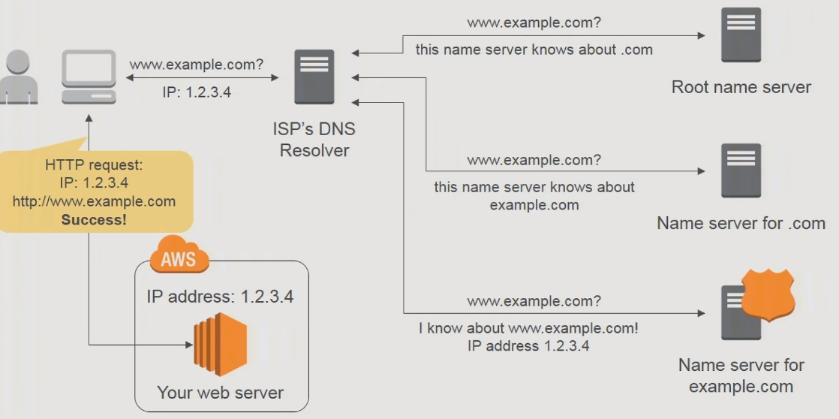 www.example.com?
IP: 1.2.3.4
ISP's DNS
Resolver
www.example.com?
this name server knows about .com
Root name server
www.example.com?
this name server knows about
example.com
Name server for .com
www.example.com?
I know about www.example.com!
IP address 1.2.3.4
Name server for
example.com
HTTP request:
IP: 1.2.3.4
http://www.example.com
Success!
AWS
IP address: 1.2.3.4
Your web server